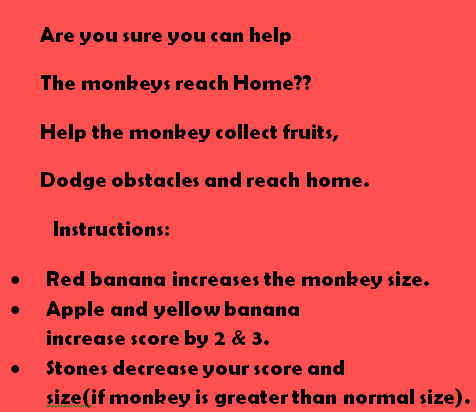 Are you sure you can help
The monkeys reach Home??
Help the monkey collect fruits,
Dodge obstacles and reach home.
Instructions:
• Red banana increases the monkey size.
• Apple and yellow banana
increase score by 2 & 3.
• Stones decrease your score and
size(if monkey is greater than normal size).